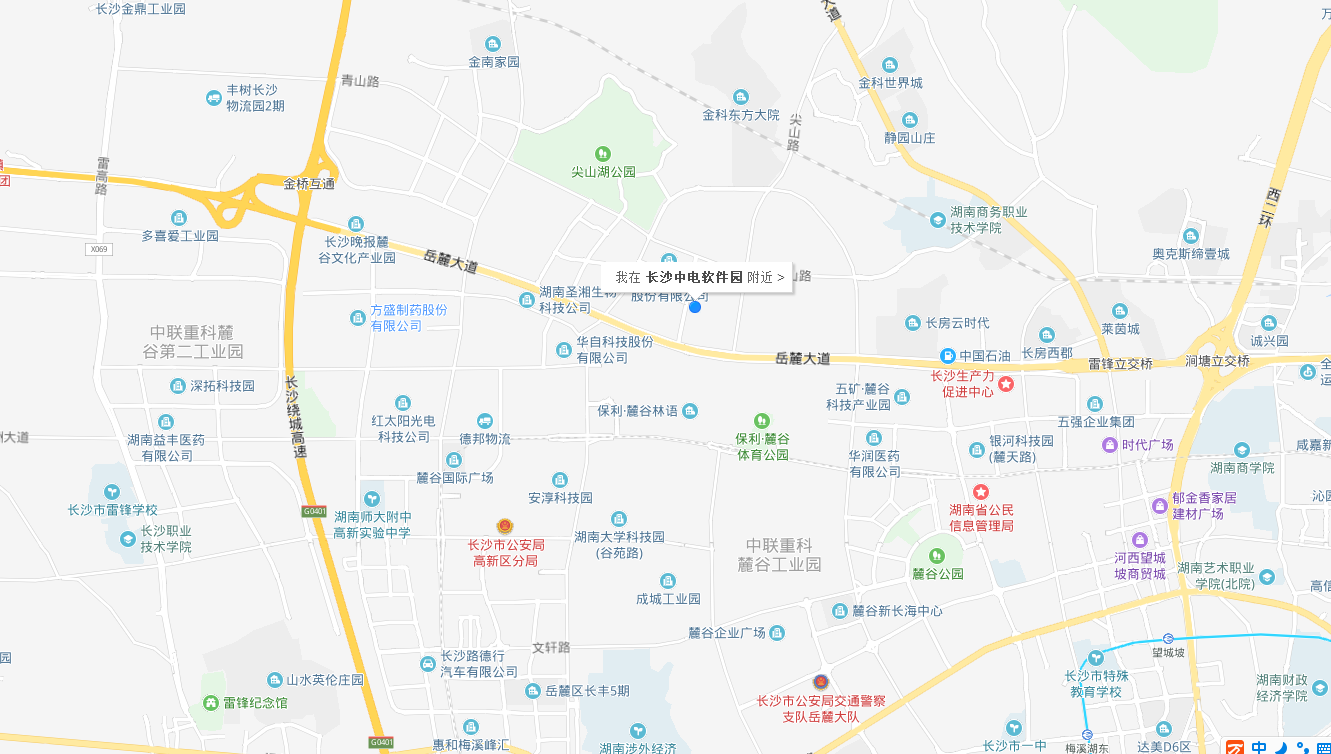 长沙金鼎工业园
大道
万
金南家园
青山路
丰树长沙
物流园2期
金科世界城
金科东方大院
尖山路
静园山庄
尖山湖公园
雷高路
团
金桥互通
西二环
湖南商务职业
技术学院
多喜爱工业园
长沙晚报麓
谷文化产业园
X069
岳麓大道
奥克斯缔壹城
我在 长沙中电软件园 附近 >
山路
湖南圣湘生物
科技公司
股份有限公司
方盛制药股份
有限公司
长房云时代
莱茵城
中联重科麓
谷第二工业园
华自科技股份
有限公司
岳麓大道
中国石油
长房西郡
诚兴园
雷锋立交桥
涧塘立交桥
全
运
深拓科技园
长沙绕城高速
长沙生产力
促进中心
五矿·麓谷
科技产业园
红太阳光电
科技公司
保利·麓谷林语
五强企业集团
大道
湖南益丰医药
有限公司
德邦物流
保利·麓谷
体育公园
华润医药
有限公司
银河科技园
(麓天路)
时代广场
咸嘉新
湖南商学院
麓谷国际广场
安淳科技园
长沙市雷锋学校
G0401
湖南师大附中
高新实验中学
湖南省公民
信息管理局
郁金香家居
建材广场
沁园
长沙职业
技术学院
长沙市公安局
高新区分局
湖南大学科技园
(谷苑路)
中联重科
麓谷工业园
麓谷公园
河西望城
坡商贸城
湖南艺术职业
学院(北院)
高信
成城工业园
麓谷新长海中心
麓谷企业广场
文轩路
望城坡
园
长沙路德行
汽车有限公司
山水英伦庄园
岳麓区长丰5期
长沙市特殊
教育学校
湖南财政
经济学院
雷锋纪念馆
长沙市公安局交通警察
支队岳麓大队
G0401
惠和梅溪峰汇
湖南涉外经济
长沙市一中
梅溪湖东
达美D6区
中